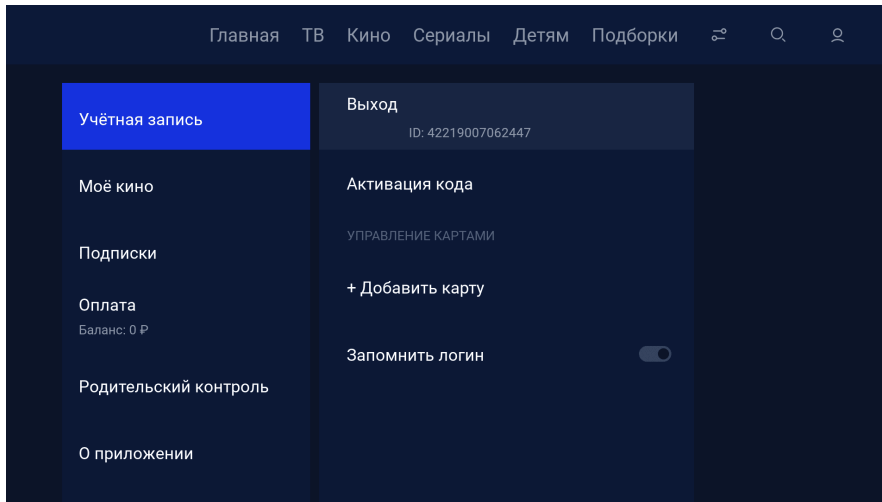 Главная ТВ Кино Сериалы Детям Подборки
Учётная запись
Моё кино
Подписки
Оплата
Баланс: 0 ₽
Родительский контроль
О приложении
Выход
ID: 42219007062447
Активация кода
УПРАВЛЕНИЕ КАРТАМИ
+ Добавить карту
Запомнить логин